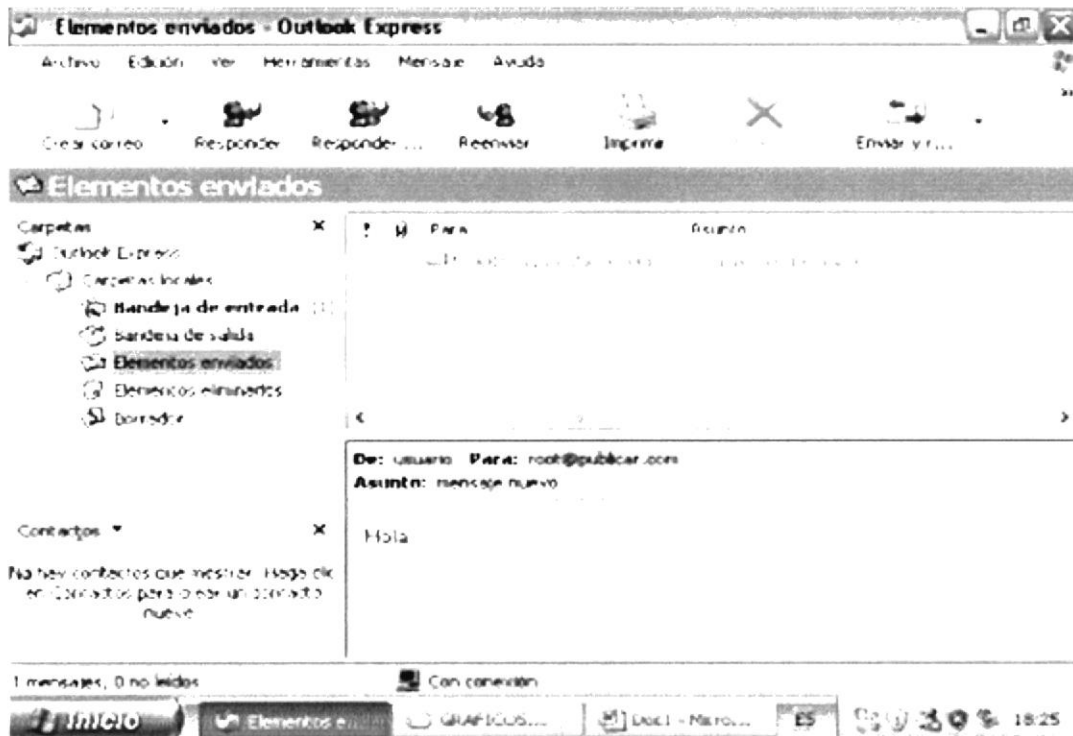 Elementos enviados - Outlook Express
Archivo Edición Ver Herramientas Mensaje Ayuda
Crear correo Responder Responder ... Reenviar Imprimir Enviar y r...
Elementos enviados
Carpetas
Outlook Express
Carpetas locales
Bandeja de entrada (1)
Bandeja de salida
Elementos enviados
Elementos eliminados
Borrador
! Para Asunto
De: usuario Para: root@publicar.com
Asunto: mensaje nuevo
Hola
Contactos
No hay contactos que mostrar. Haga clic
en Contactos para crear un contacto
nuevo
1 mensajes, 0 no leídos Con conexión
Inicio Elementos e... GRAFICOS... Doc1 - Micro... ES 18:25